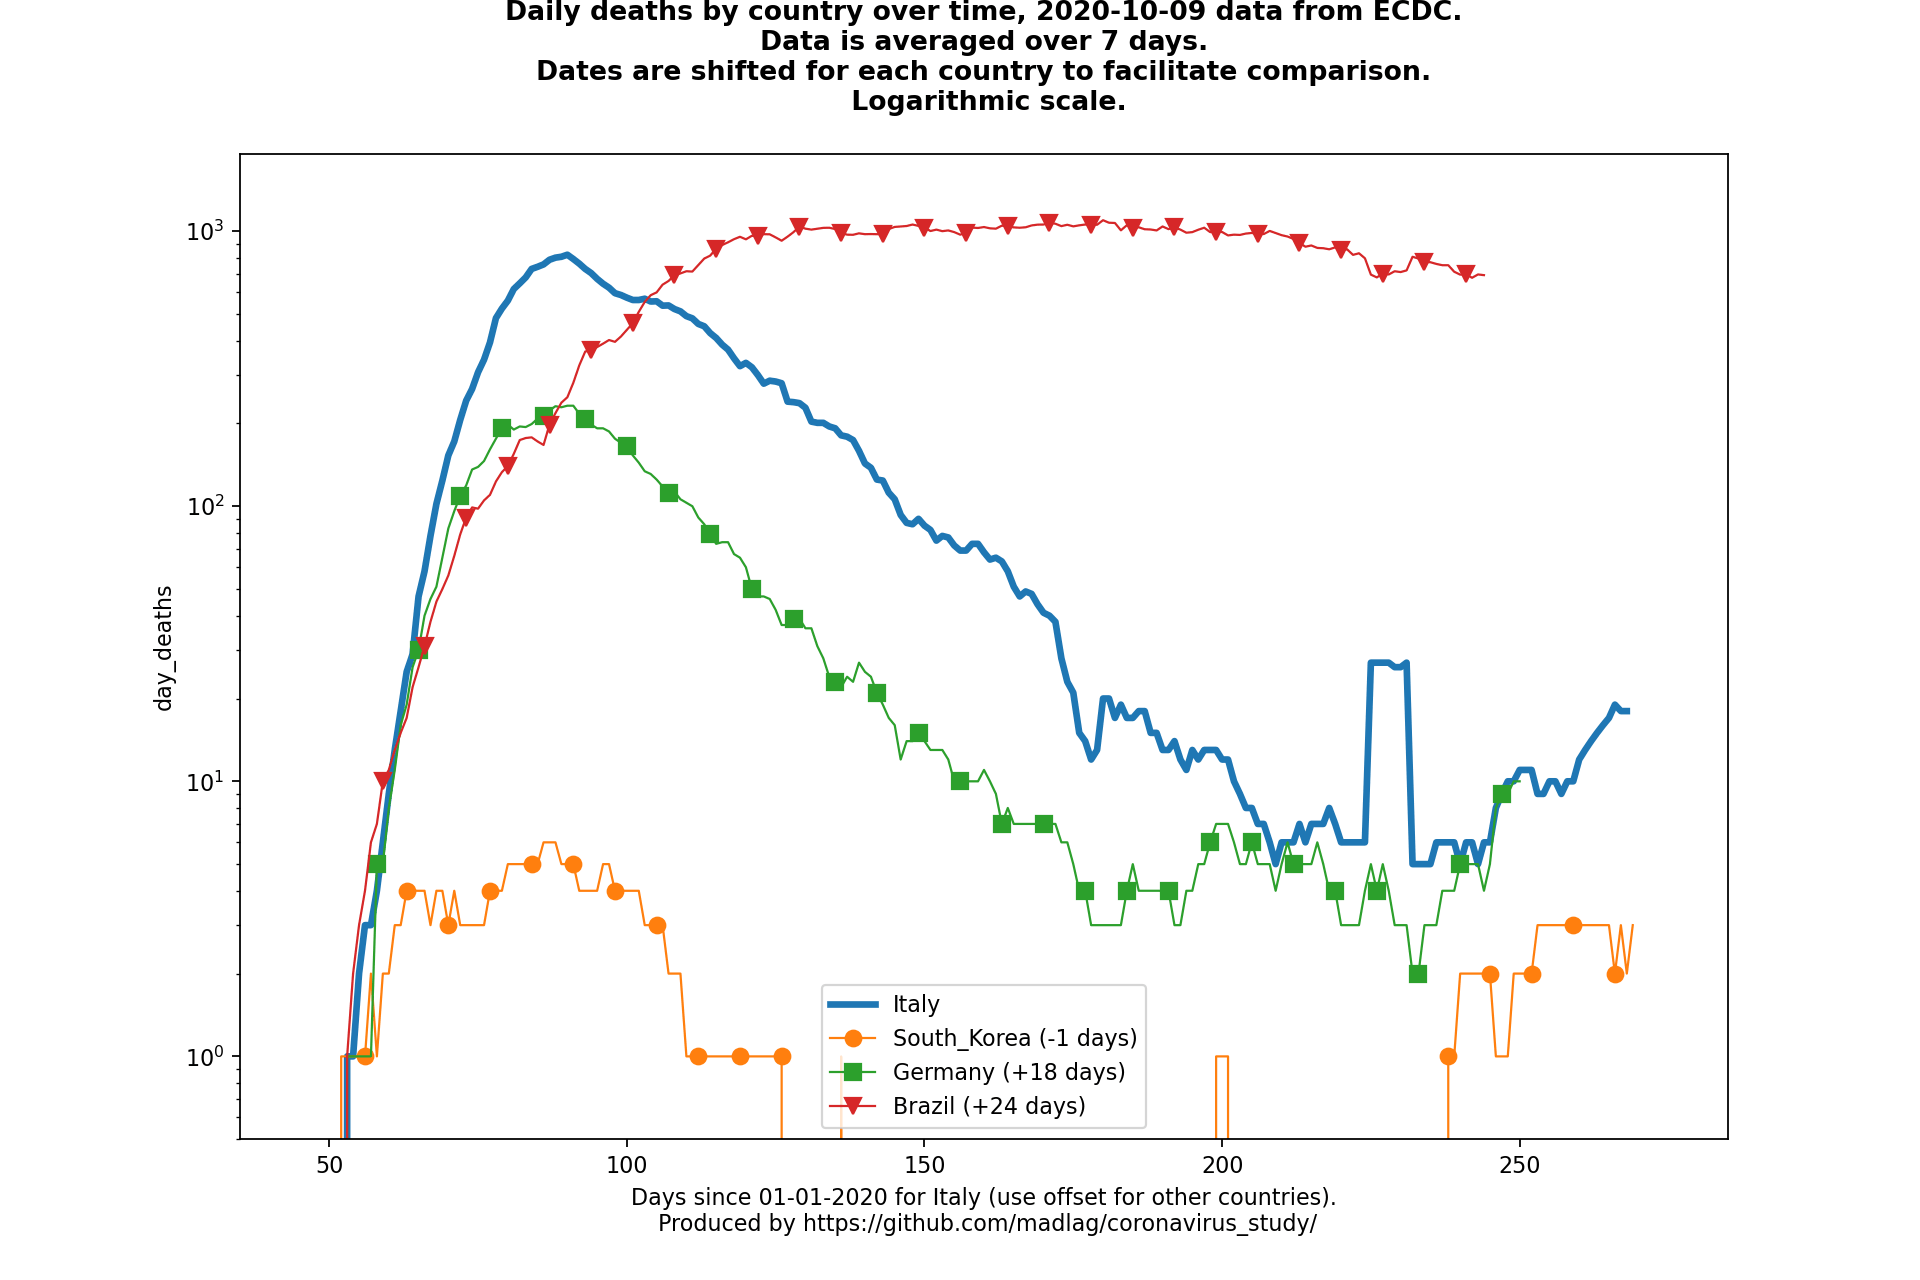 Daily deaths by country over time, 2020-10-09 data from ECDC.
Data is averaged over 7 days.
Dates are shifted for each country to facilitate comparison.
Logarithmic scale.
10³
10²
10¹
10⁰
day_deaths
Italy
South_Korea (-1 days)
Germany (+18 days)
Brazil (+24 days)
50 100 150 200 250
Days since 01-01-2020 for Italy (use offset for other countries).
Produced by https://github.com/madlag/coronavirus_study/